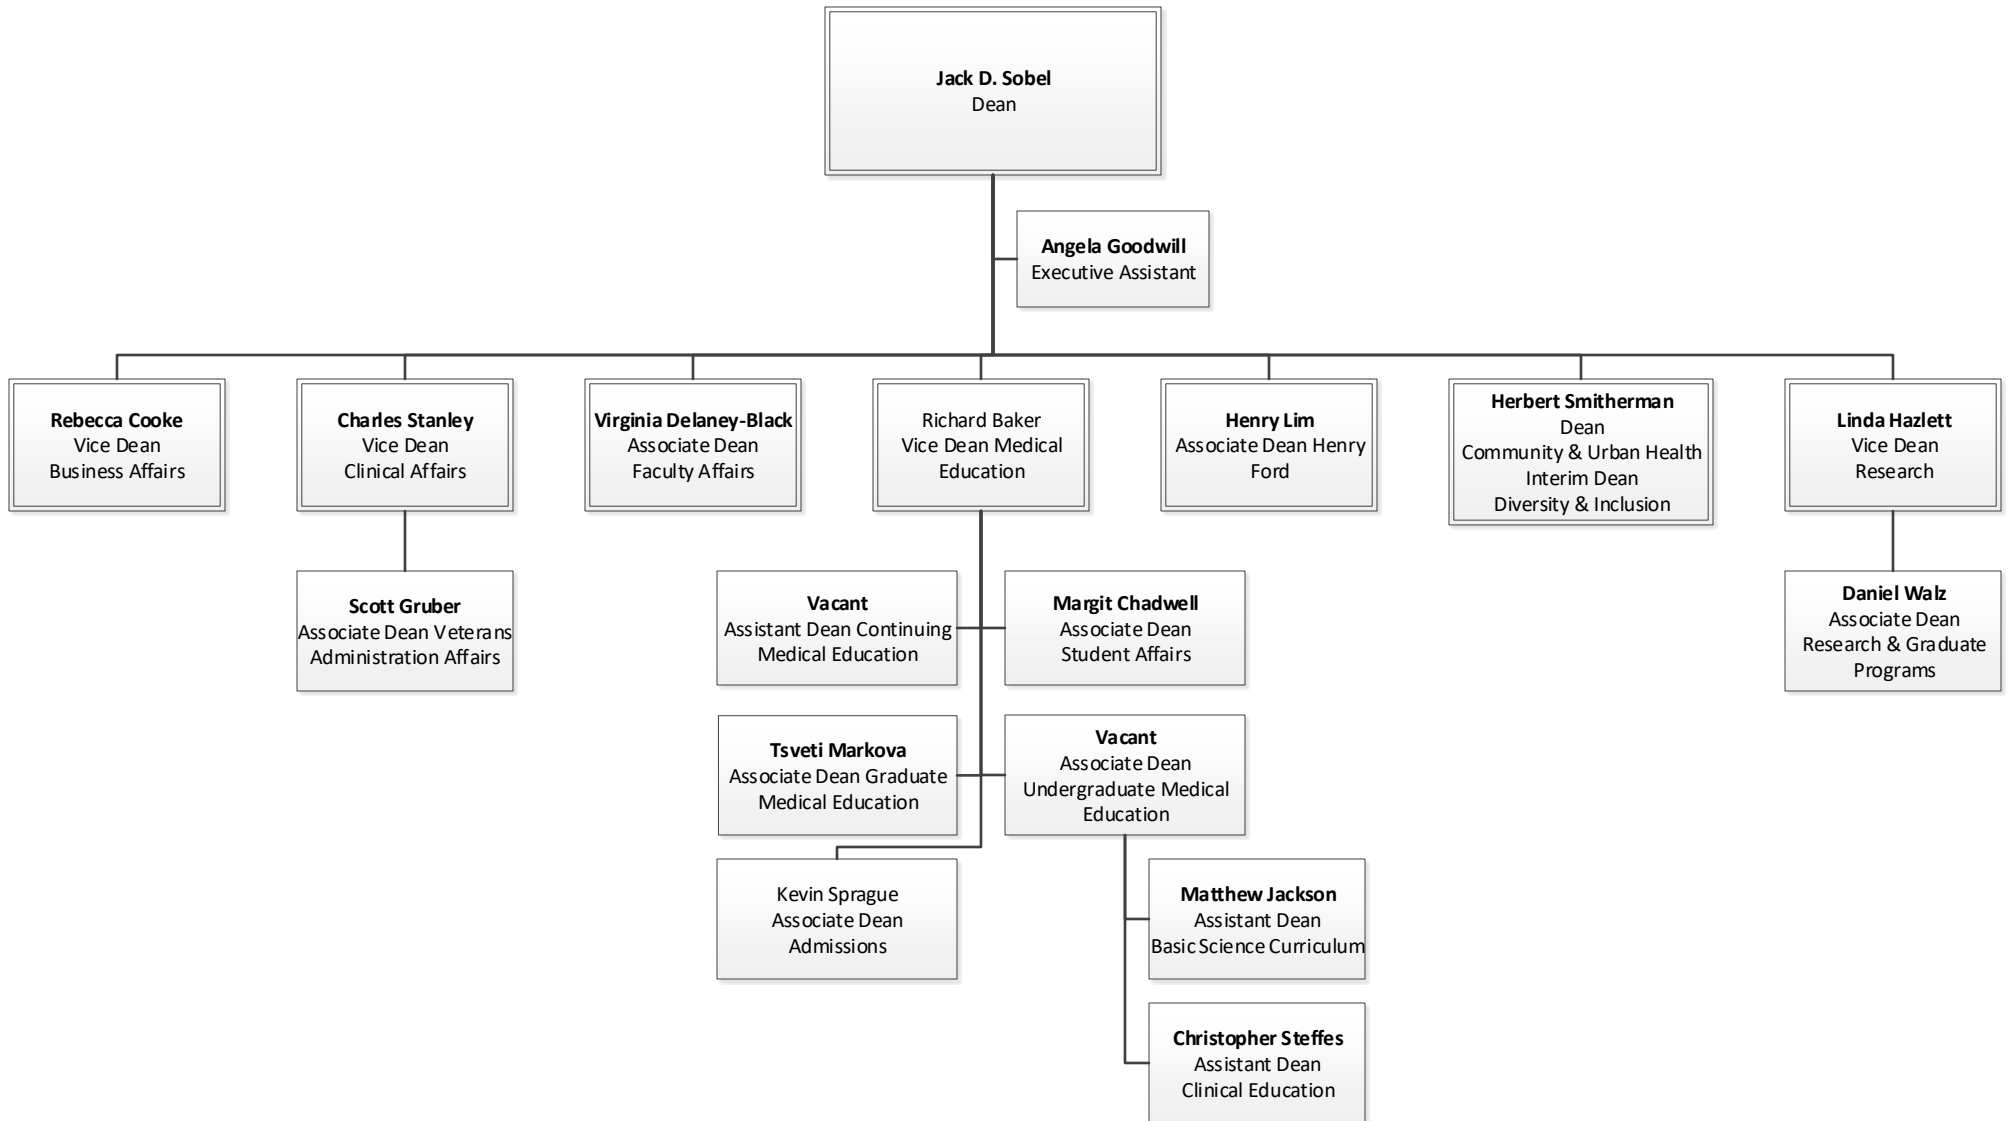 Jack D. Sobel
Dean
Angela Goodwill
Executive Assistant
Rebecca Cooke
Vice Dean
Business Affairs
Charles Stanley
Vice Dean
Clinical Affairs
Virginia Delaney-Black
Associate Dean
Faculty Affairs
Richard Baker
Vice Dean Medical
Education
Henry Lim
Associate Dean Henry
Ford
Herbert Smitherman
Dean
Community & Urban Health
Interim Dean
Diversity & Inclusion
Linda Hazlett
Vice Dean
Research
Scott Gruber
Associate Dean Veterans
Administration Affairs
Vacant
Assistant Dean Continuing
Medical Education
Margit Chadwell
Associate Dean
Student Affairs
Daniel Walz
Associate Dean
Research & Graduate
Programs
Tsveti Markova
Associate Dean Graduate
Medical Education
Vacant
Associate Dean
Undergraduate Medical
Education
Kevin Sprague
Associate Dean
Admissions
Matthew Jackson
Assistant Dean
Basic Science Curriculum
Christopher Steffes
Assistant Dean
Clinical Education